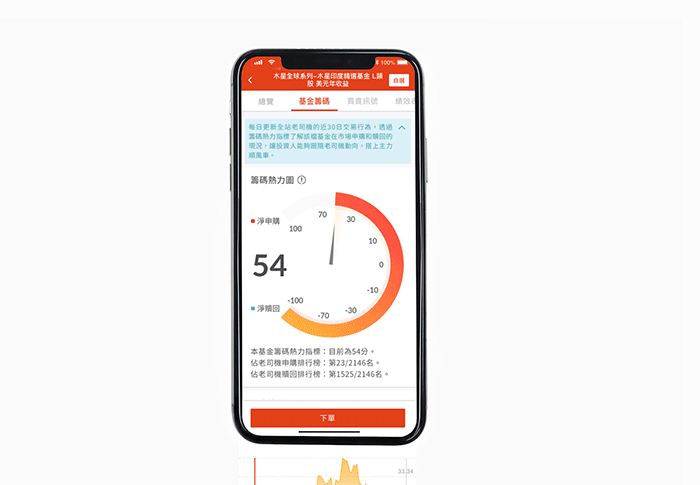 100%
木星全球系列-木星印度精選基金 L類
股 美元年收益
自選
總覽
基金籌碼
買賣訊號
績效
每日更新全站老司機的近30日交易行為，透過
籌碼熱力指標了解該檔基金在市場申購和贖回的
現況，讓投資人能夠跟隨老司機動向，搭上主力
順風車。
籌碼熱力圖
淨申購
54
淨贖回
100
70
30
10
0
-10
-30
-70
-100
本基金籌碼熱力指標：目前為54分。
佔老司機申購排行榜：第23/2146名。
佔老司機贖回排行榜：第1525/2146名。
下單
33.34